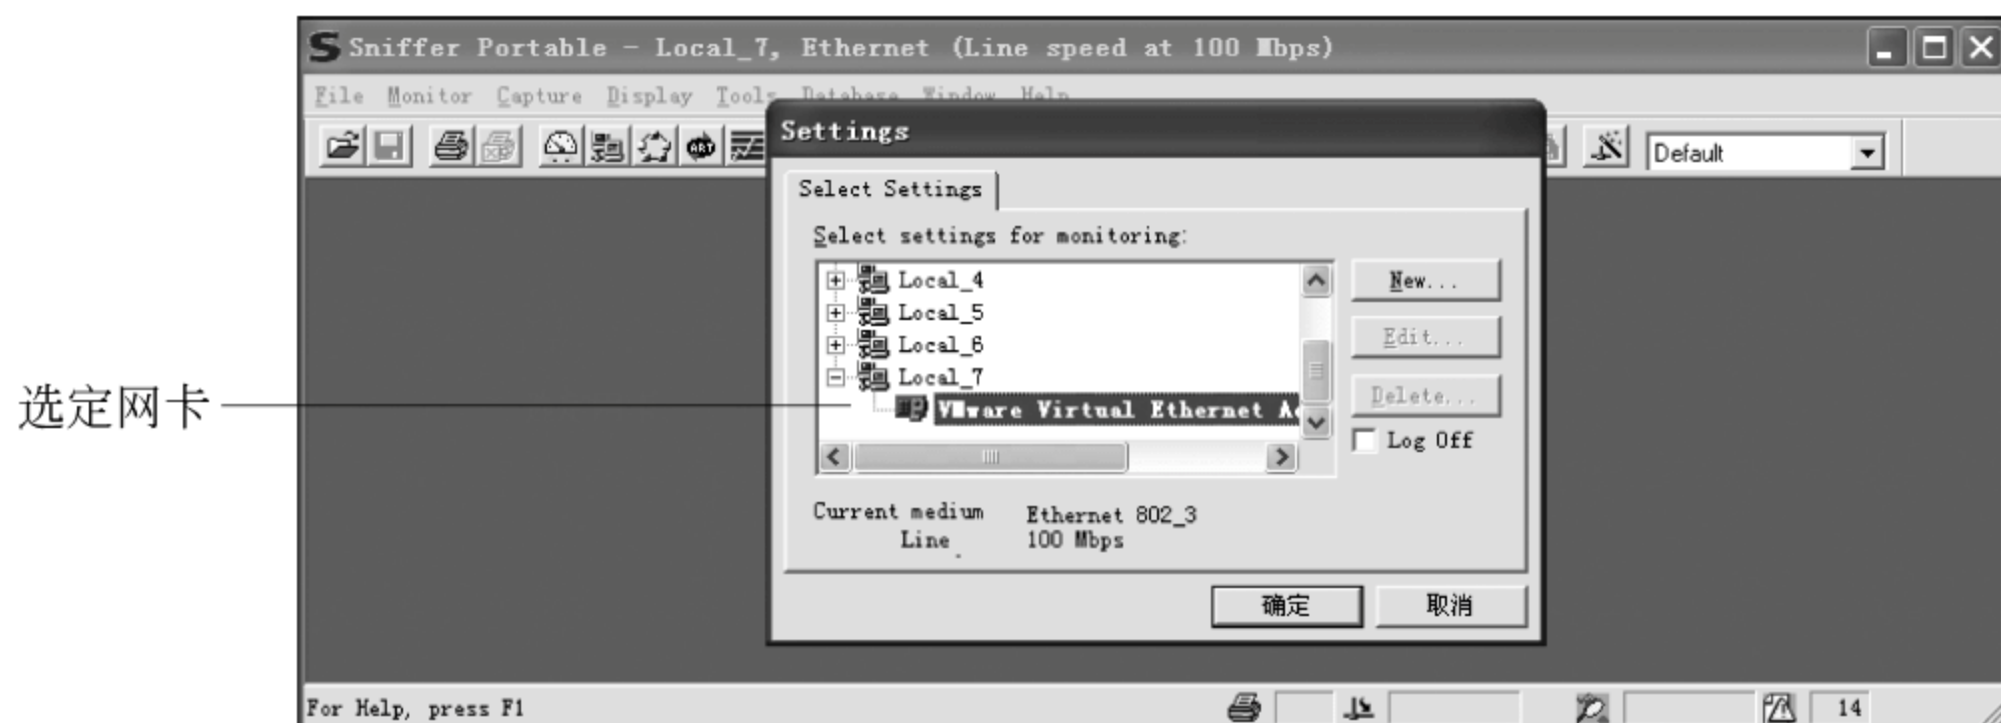 Sniffer Portable - Local_7, Ethernet (Line speed at 100 Mbps)
File Monitor Capture Display Tools Database Window Help
ART
Default
Settings
Select Settings
Select settings for monitoring:
Local_4
Local_5
Local_6
Local_7
VMware Virtual Ethernet
New...
Edit...
Delete...
Log Off
选定网卡
Current medium Ethernet 802_3
Line 100 Mbps
确定 取消
For Help, press F1
14